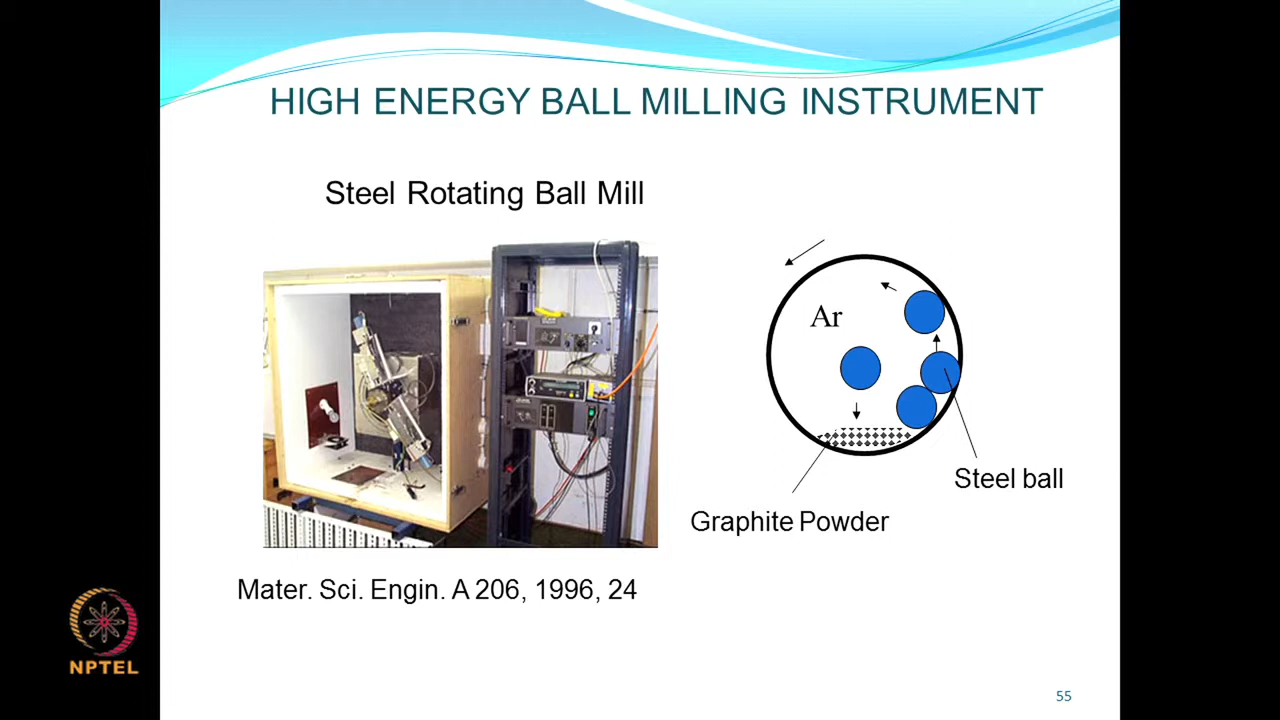 HIGH ENERGY BALL MILLING INSTRUMENT
Steel Rotating Ball Mill
Ar
Steel ball
Graphite Powder
Mater. Sci. Engin. A 206, 1996, 24
NPTEL
55